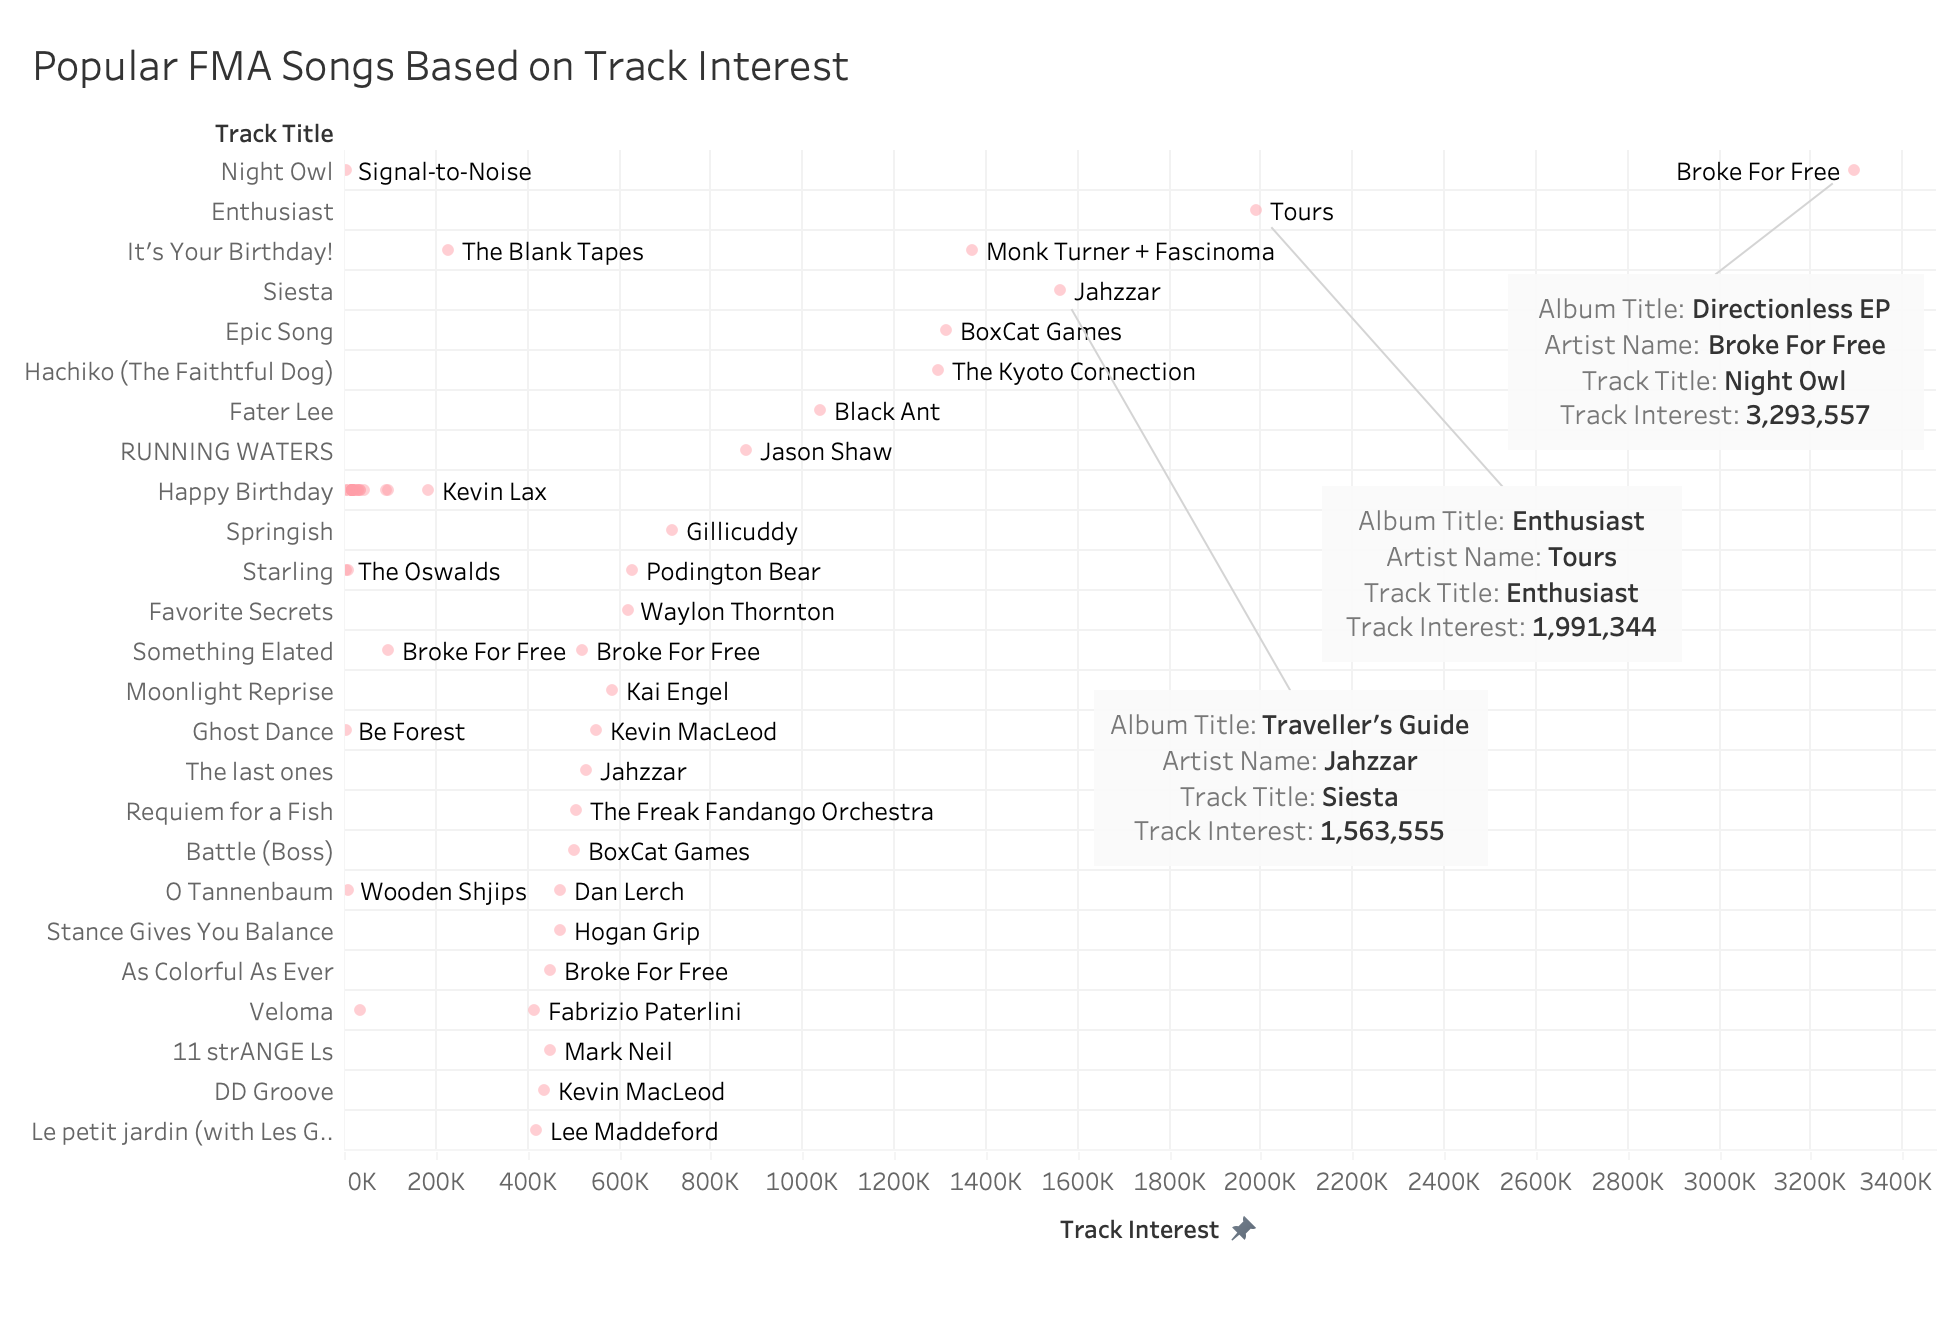 Popular FMA Songs Based on Track Interest
Track Title
Night Owl Signal-to-Noise Broke For Free
Enthusiast Tours
It’s Your Birthday! The Blank Tapes Monk Turner + Fascinoma
Siesta Jahzzar
Epic Song BoxCat Games
Hachiko (The Faithtful Dog) The Kyoto Connection
Fater Lee Black Ant
RUNNING WATERS Jason Shaw
Happy Birthday Kevin Lax
Springish Gillicuddy
Starling The Oswalds Podington Bear
Favorite Secrets Waylon Thornton
Something Elated Broke For Free Broke For Free
Moonlight Reprise Kai Engel
Ghost Dance Be Forest Kevin MacLeod
The last ones Jahzzar
Requiem for a Fish The Freak Fandango Orchestra
Battle (Boss) BoxCat Games
O Tannenbaum Wooden Shjips Dan Lerch
Stance Gives You Balance Hogan Grip
As Colorful As Ever Broke For Free
Veloma Fabrizio Paterlini
11 strANGE Ls Mark Neil
DD Groove Kevin MacLeod
Le petit jardin (with Les G.. Lee Maddeford
Album Title: Directionless EP
Artist Name: Broke For Free
Track Title: Night Owl
Track Interest: 3,293,557
Album Title: Enthusiast
Artist Name: Tours
Track Title: Enthusiast
Track Interest: 1,991,344
Album Title: Traveller’s Guide
Artist Name: Jahzzar
Track Title: Siesta
Track Interest: 1,563,555
0K 200K 400K 600K 800K 1000K 1200K 1400K 1600K 1800K 2000K 2200K 2400K 2600K 2800K 3000K 3200K 3400K
Track Interest